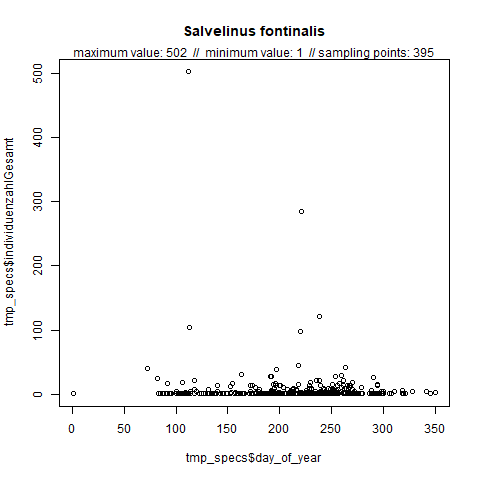 Salvelinus fontinalis
maximum value: 502 // minimum value: 1 // sampling points: 395
tmp_specs$individuenzahlGesamt
500
400
300
200
100
0
0 50 100 150 200 250 300 350
tmp_specs$day_of_year